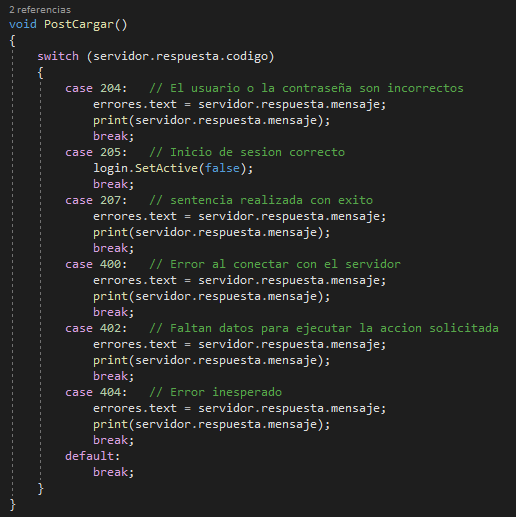 2 referencias
void PostCargar()
{
    switch (servidor.respuesta.codigo)
    {
        case 204:   // El usuario o la contraseña son incorrectos
            errores.text = servidor.respuesta.mensaje;
            print(servidor.respuesta.mensaje);
            break;
        case 205:   // Inicio de sesion correcto
            login.SetActive(false);
            break;
        case 207:   // sentencia realizada con exito
            errores.text = servidor.respuesta.mensaje;
            print(servidor.respuesta.mensaje);
            break;
        case 400:   // Error al conectar con el servidor
            errores.text = servidor.respuesta.mensaje;
            print(servidor.respuesta.mensaje);
            break;
        case 402:   // Faltan datos para ejecutar la accion solicitada
            errores.text = servidor.respuesta.mensaje;
            print(servidor.respuesta.mensaje);
            break;
        case 404:   // Error inesperado
            errores.text = servidor.respuesta.mensaje;
            print(servidor.respuesta.mensaje);
            break;
        default:
            break;
    }
}